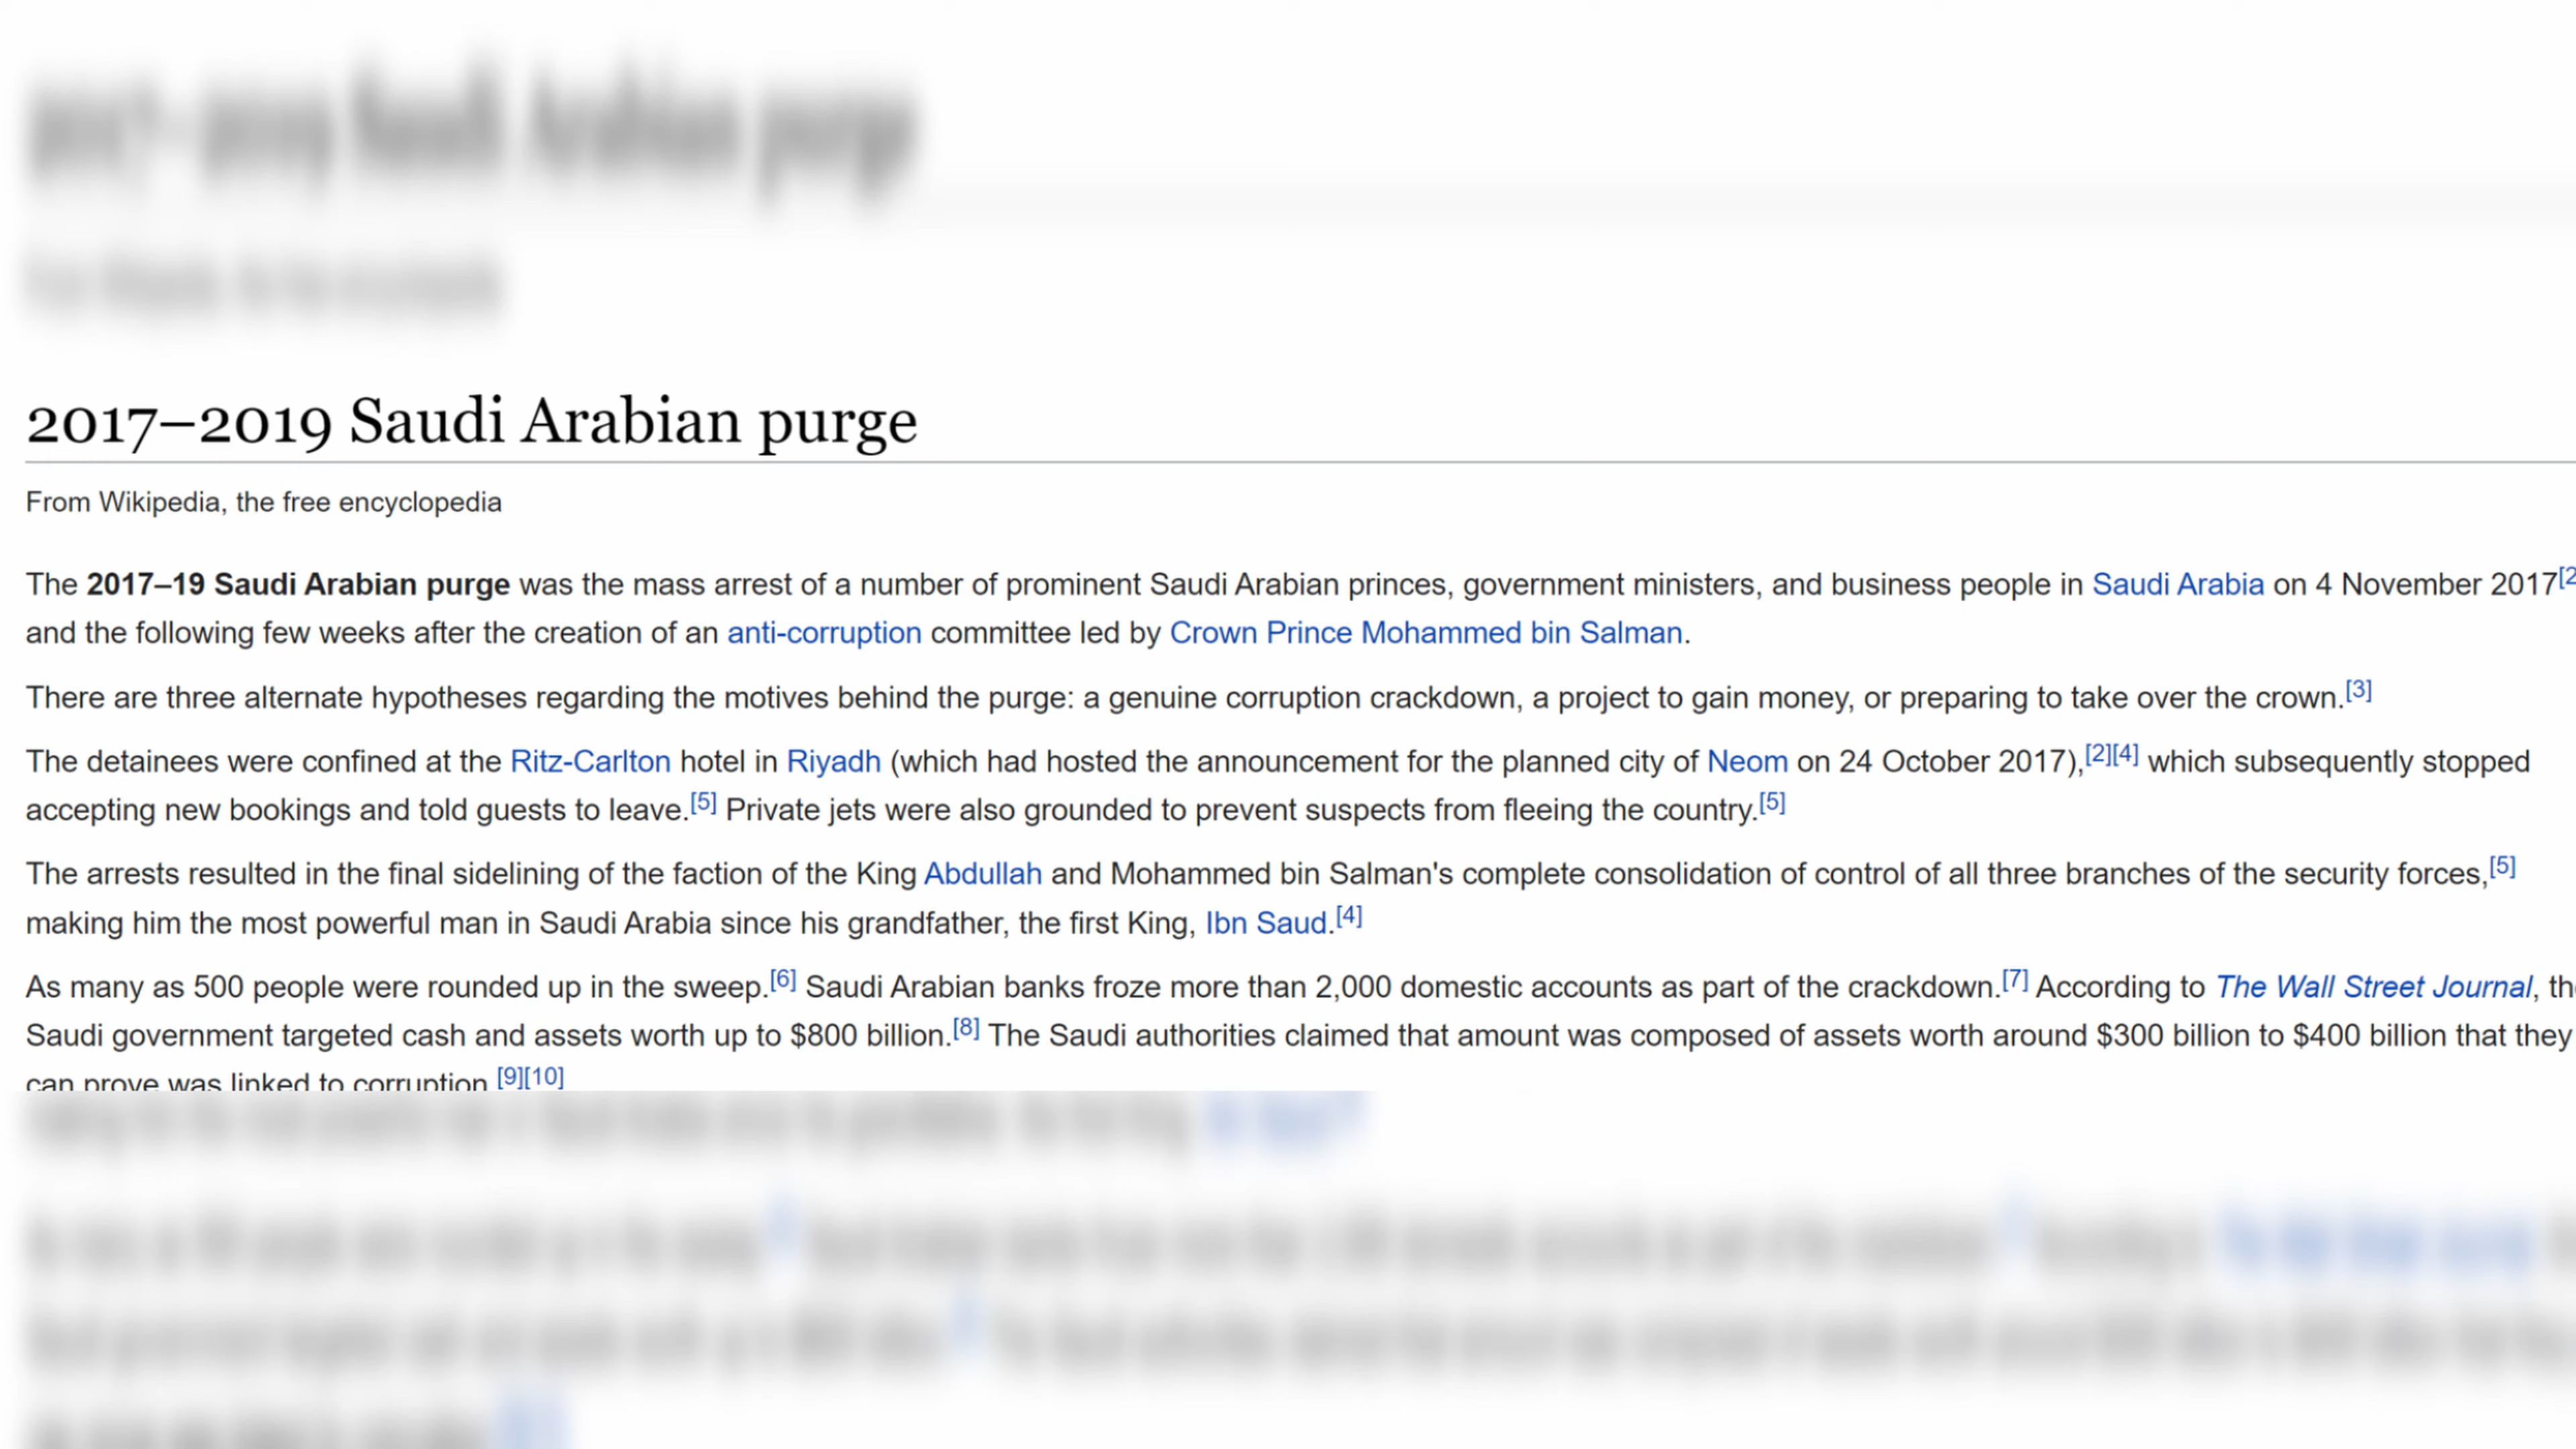 2017–2019 Saudi Arabian purge
From Wikipedia, the free encyclopedia
The 2017–19 Saudi Arabian purge was the mass arrest of a number of prominent Saudi Arabian princes, government ministers, and business people in Saudi Arabia on 4 November 2017[2
and the following few weeks after the creation of an anti-corruption committee led by Crown Prince Mohammed bin Salman.
There are three alternate hypotheses regarding the motives behind the purge: a genuine corruption crackdown, a project to gain money, or preparing to take over the crown.[3]
The detainees were confined at the Ritz-Carlton hotel in Riyadh (which had hosted the announcement for the planned city of Neom on 24 October 2017),[2][4] which subsequently stopped
accepting new bookings and told guests to leave.[5] Private jets were also grounded to prevent suspects from fleeing the country.[5]
The arrests resulted in the final sidelining of the faction of the King Abdullah and Mohammed bin Salman's complete consolidation of control of all three branches of the security forces,[5]
making him the most powerful man in Saudi Arabia since his grandfather, the first King, Ibn Saud.[4]
As many as 500 people were rounded up in the sweep.[6] Saudi Arabian banks froze more than 2,000 domestic accounts as part of the crackdown.[7] According to The Wall Street Journal, th
Saudi government targeted cash and assets worth up to $800 billion.[8] The Saudi authorities claimed that amount was composed of assets worth around $300 billion to $400 billion that they
can prove was linked to corruption.[9][10]